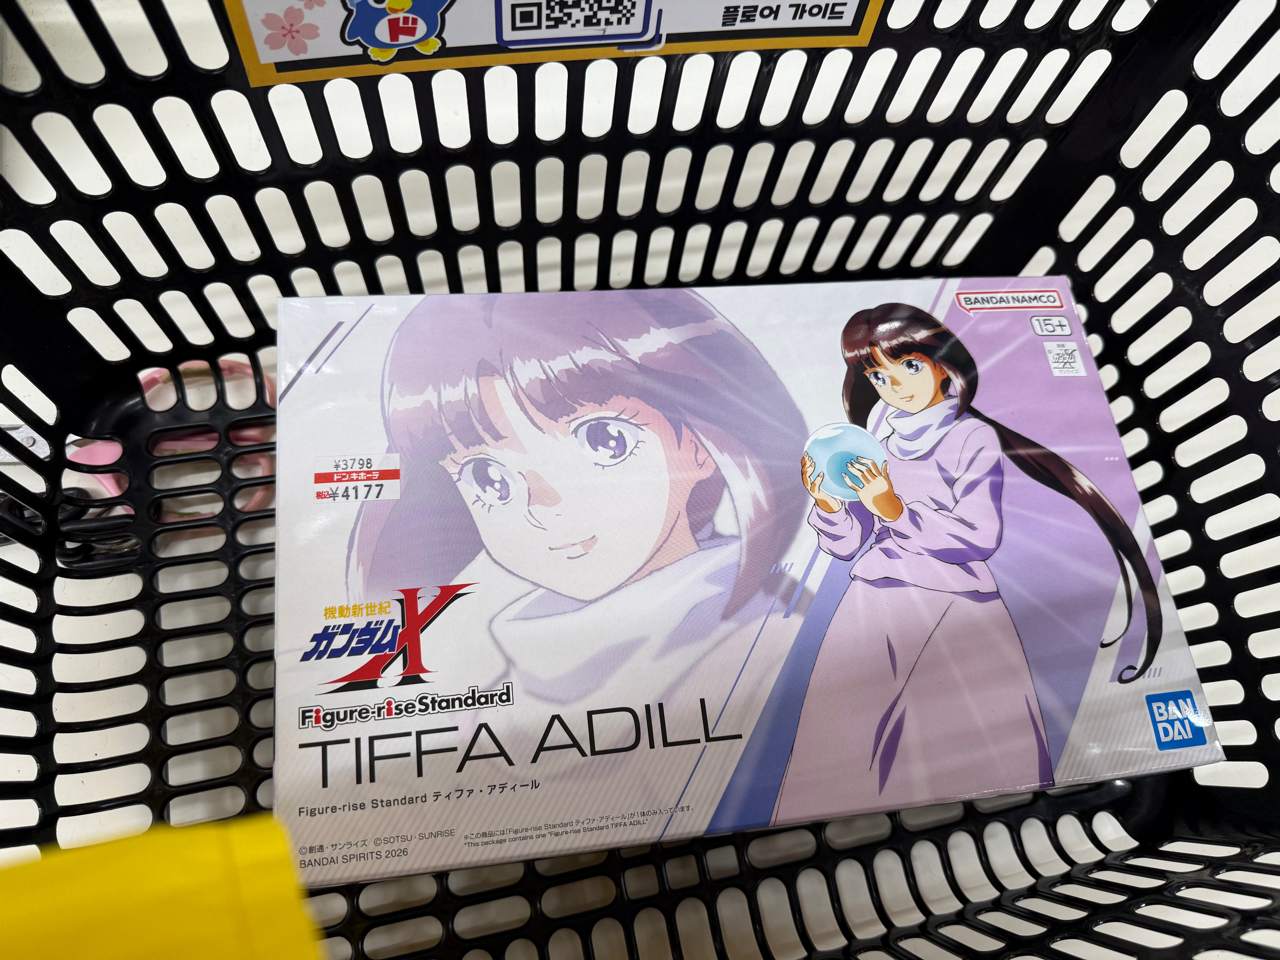 ド
플로어 가이드
BANDAI NAMCO
15+
¥3798
ドン.キホーテ
税込¥4177
機動新世紀
ガンダムX
Figure-rise Standard
TIFFA ADILL
Figure-rise Standard ティファ・アディール
BAN
DAI
©創通・サンライズ ©SOTSU・SUNRISE
BANDAI SPIRITS 2026
※この商品には「Figure-rise Standard ティファ・アディール」が1体のみ入っています。
*This package contains one "Figure-rise Standard TIFFA ADILL"